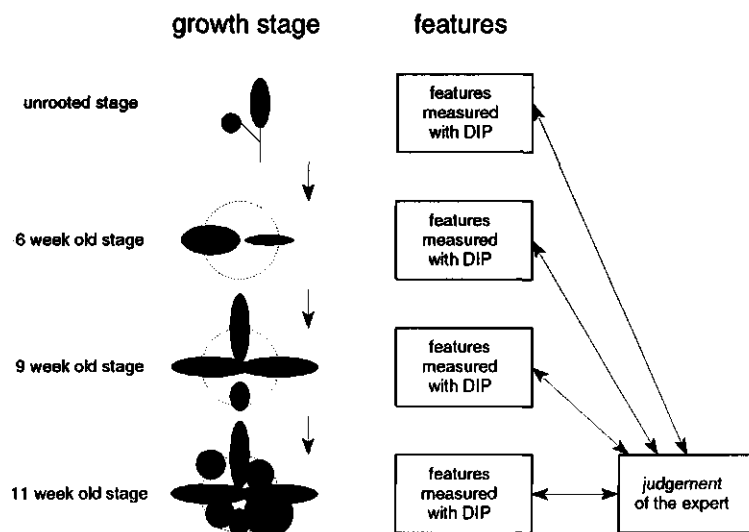 growth stage
features
unrooted stage
features
measured
with DIP
6 week old stage
features
measured
with DIP
9 week old stage
features
measured
with DIP
11 week old stage
features
measured
with DIP
judgement
of the expert